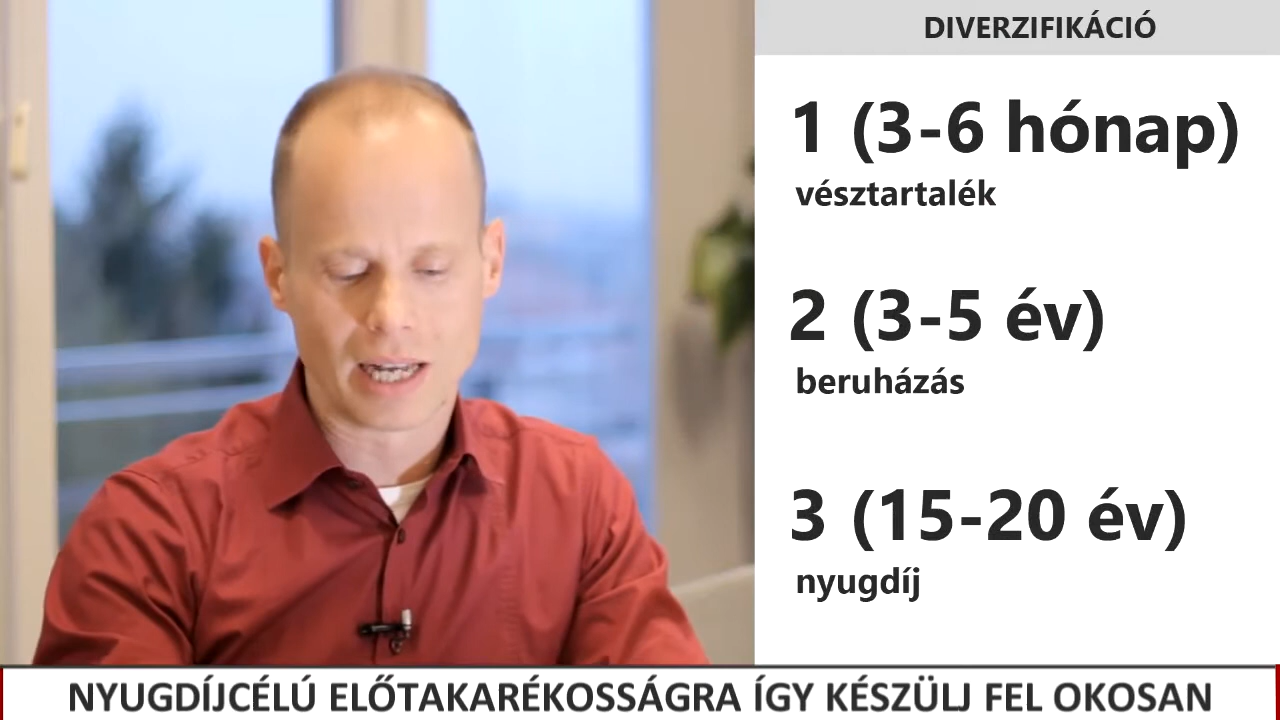 DIVERZIFIKÁCIÓ
1 (3-6 hónap)
vésztartalék
2 (3-5 év)
beruházás
3 (15-20 év)
nyugdíj
NYUGDÍJCÉLÚ ELŐTAKARÉKOSSÁGRA ÍGY KÉSZÜLJ FEL OKOSAN